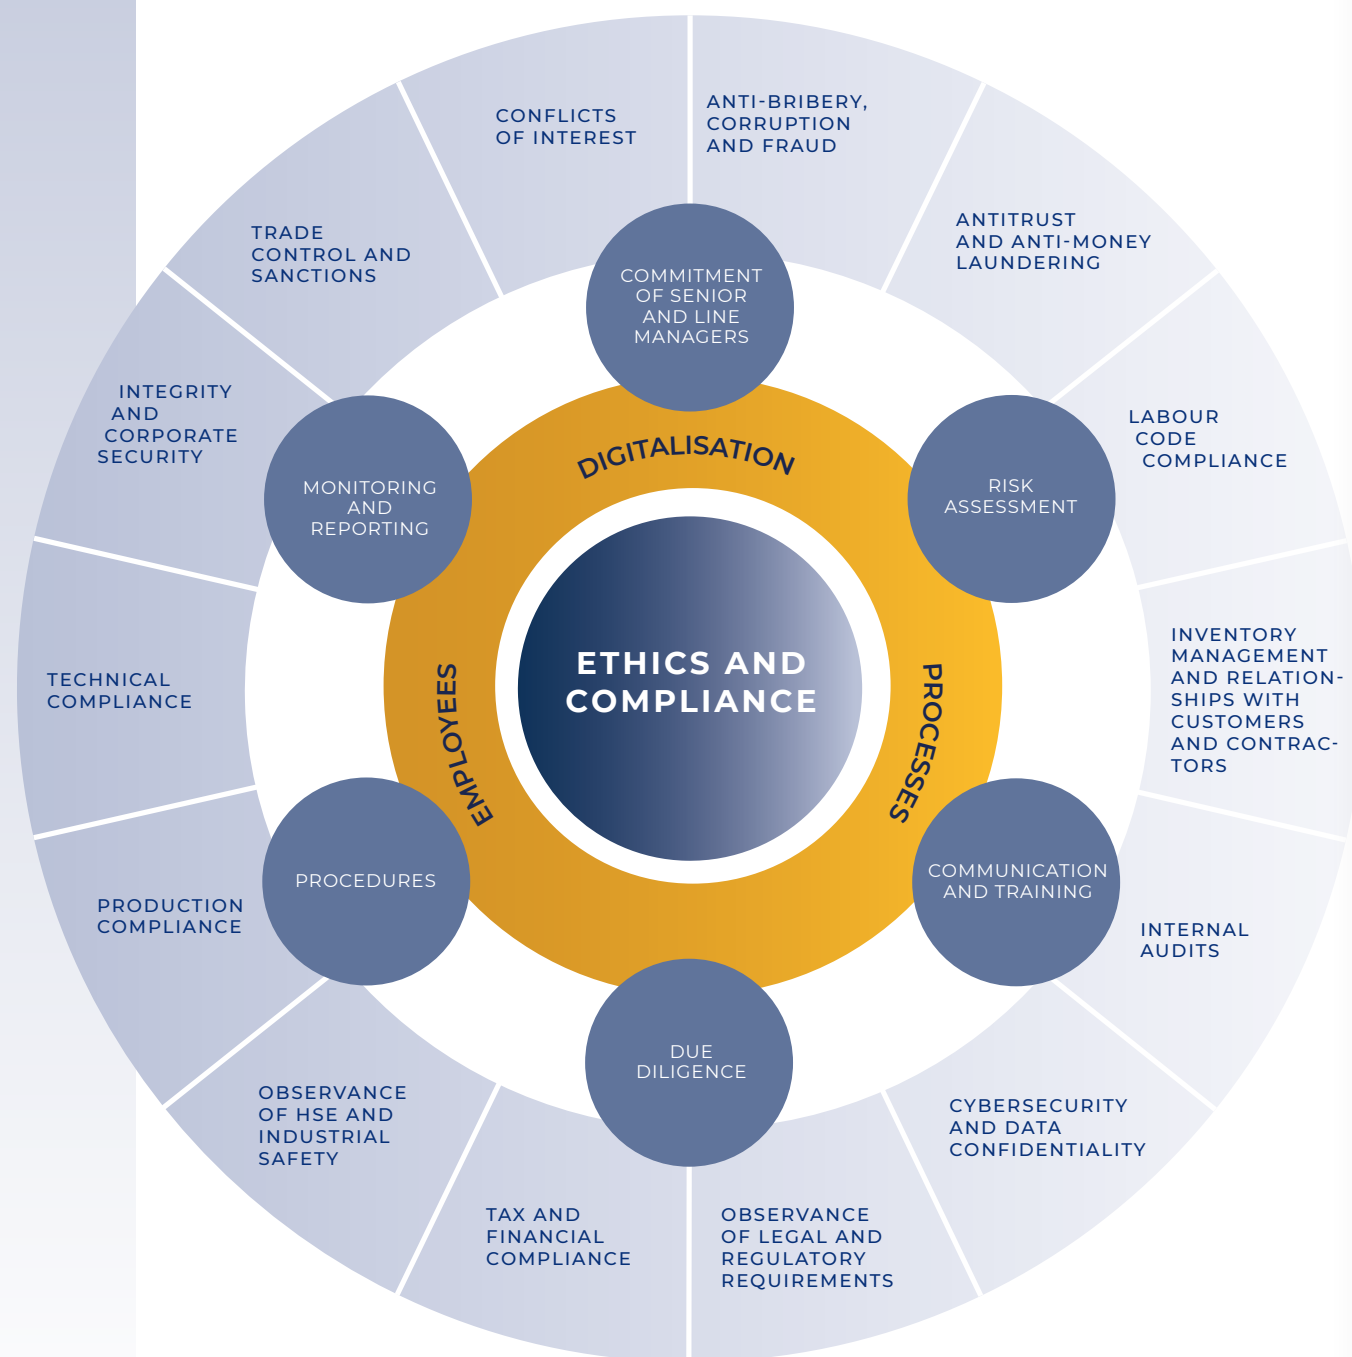 CONFLICTS
OF INTEREST
ANTI-BRIBERY,
CORRUPTION
AND FRAUD
ANTITRUST
AND ANTI-MONEY
LAUNDERING
LABOUR
CODE
COMPLIANCE
INVENTORY
MANAGEMENT
AND RELATION-
SHIPS WITH
CUSTOMERS
AND CONTRAC-
TORS
INTERNAL
AUDITS
CYBERSECURITY
AND DATA
CONFIDENTIALITY
OBSERVANCE
OF LEGAL AND
REGULATORY
REQUIREMENTS
TAX AND
FINANCIAL
COMPLIANCE
OBSERVANCE
OF HSE AND
INDUSTRIAL
SAFETY
PRODUCTION
COMPLIANCE
TECHNICAL
COMPLIANCE
INTEGRITY
AND
CORPORATE
SECURITY
TRADE
CONTROL AND
SANCTIONS
COMMITMENT
OF SENIOR
AND LINE
MANAGERS
RISK
ASSESSMENT
COMMUNICATION
AND TRAINING
DUE
DILIGENCE
PROCEDURES
MONITORING
AND
REPORTING
DIGITALISATION
PROCESSES
EMPLOYEES
ETHICS AND
COMPLIANCE